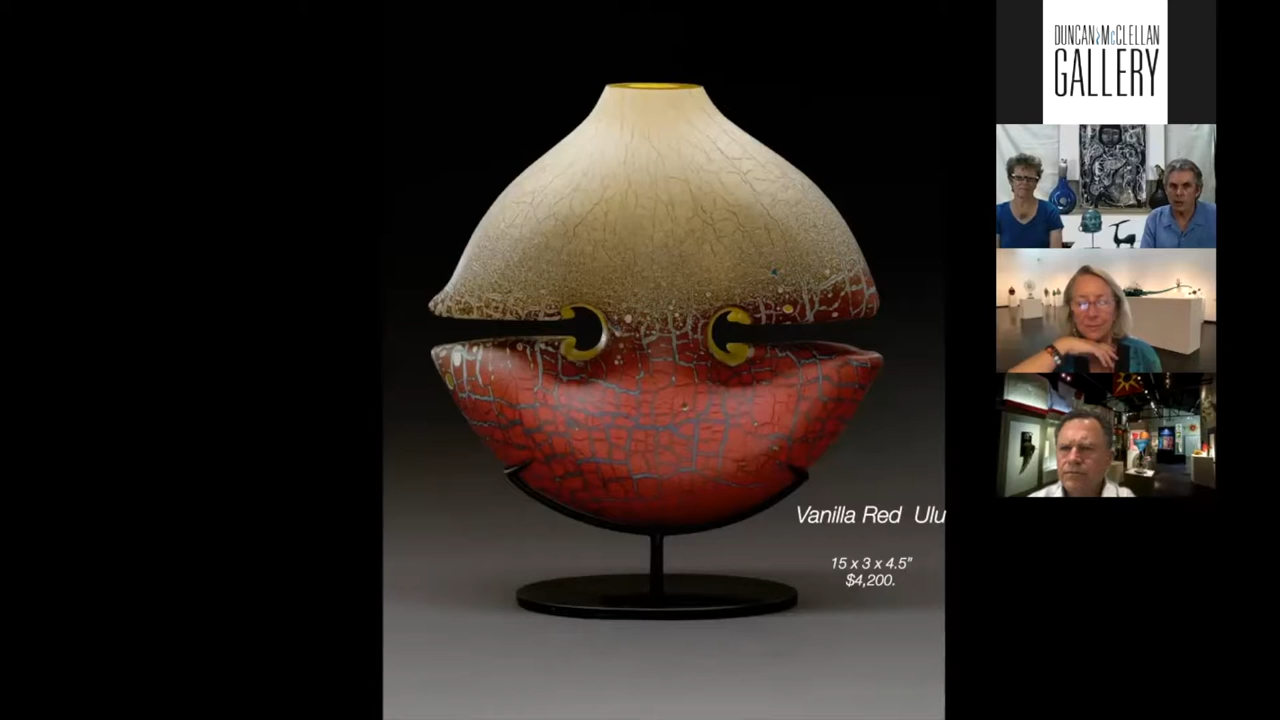 DUNCAN McCLELLAN
GALLERY
Vanilla Red Ulu
15 x 3 x 4.5"
$4,200.